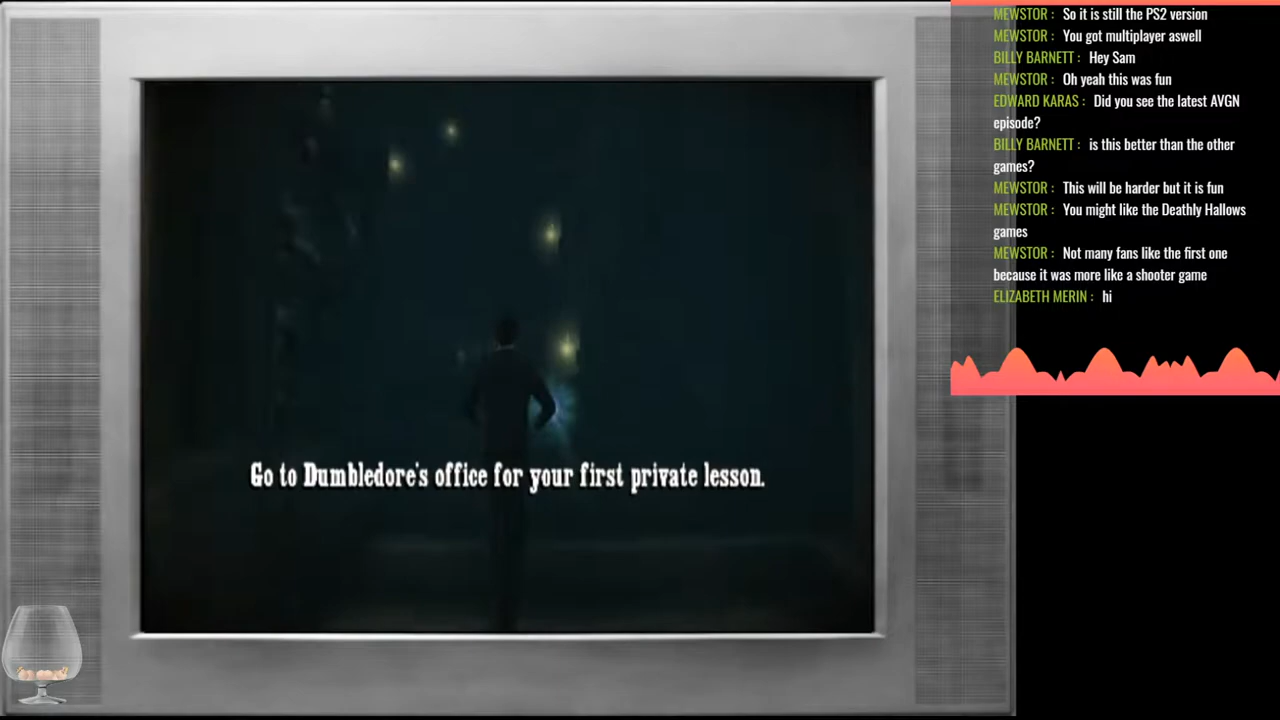 MEWSTOR : So it is still the PS2 version
MEWSTOR : You got multiplayer aswell
BILLY BARNETT : Hey Sam
MEWSTOR : Oh yeah this was fun
EDWARD KARAS : Did you see the latest AVGN
episode?
BILLY BARNETT : is this better than the other
games?
MEWSTOR : This will be harder but it is fun
MEWSTOR : You might like the Deathly Hallows
games
MEWSTOR : Not many fans like the first one
because it was more like a shooter game
ELIZABETH MERIN : hi
Go to Dumbledore's office for your first private lesson.